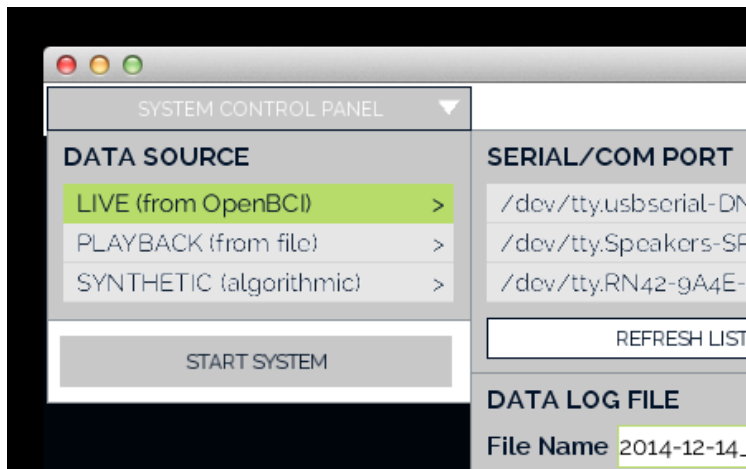 SYSTEM CONTROL PANEL
DATA SOURCE
LIVE (from OpenBCI) >
PLAYBACK (from file) >
SYNTHETIC (algorithmic) >
START SYSTEM
SERIAL/COM PORT
/dev/tty.usbserial-DN
/dev/tty.Speakers-SP
/dev/tty.RN42-9A4E-
REFRESH LIST
DATA LOG FILE
File Name 2014-12-14_